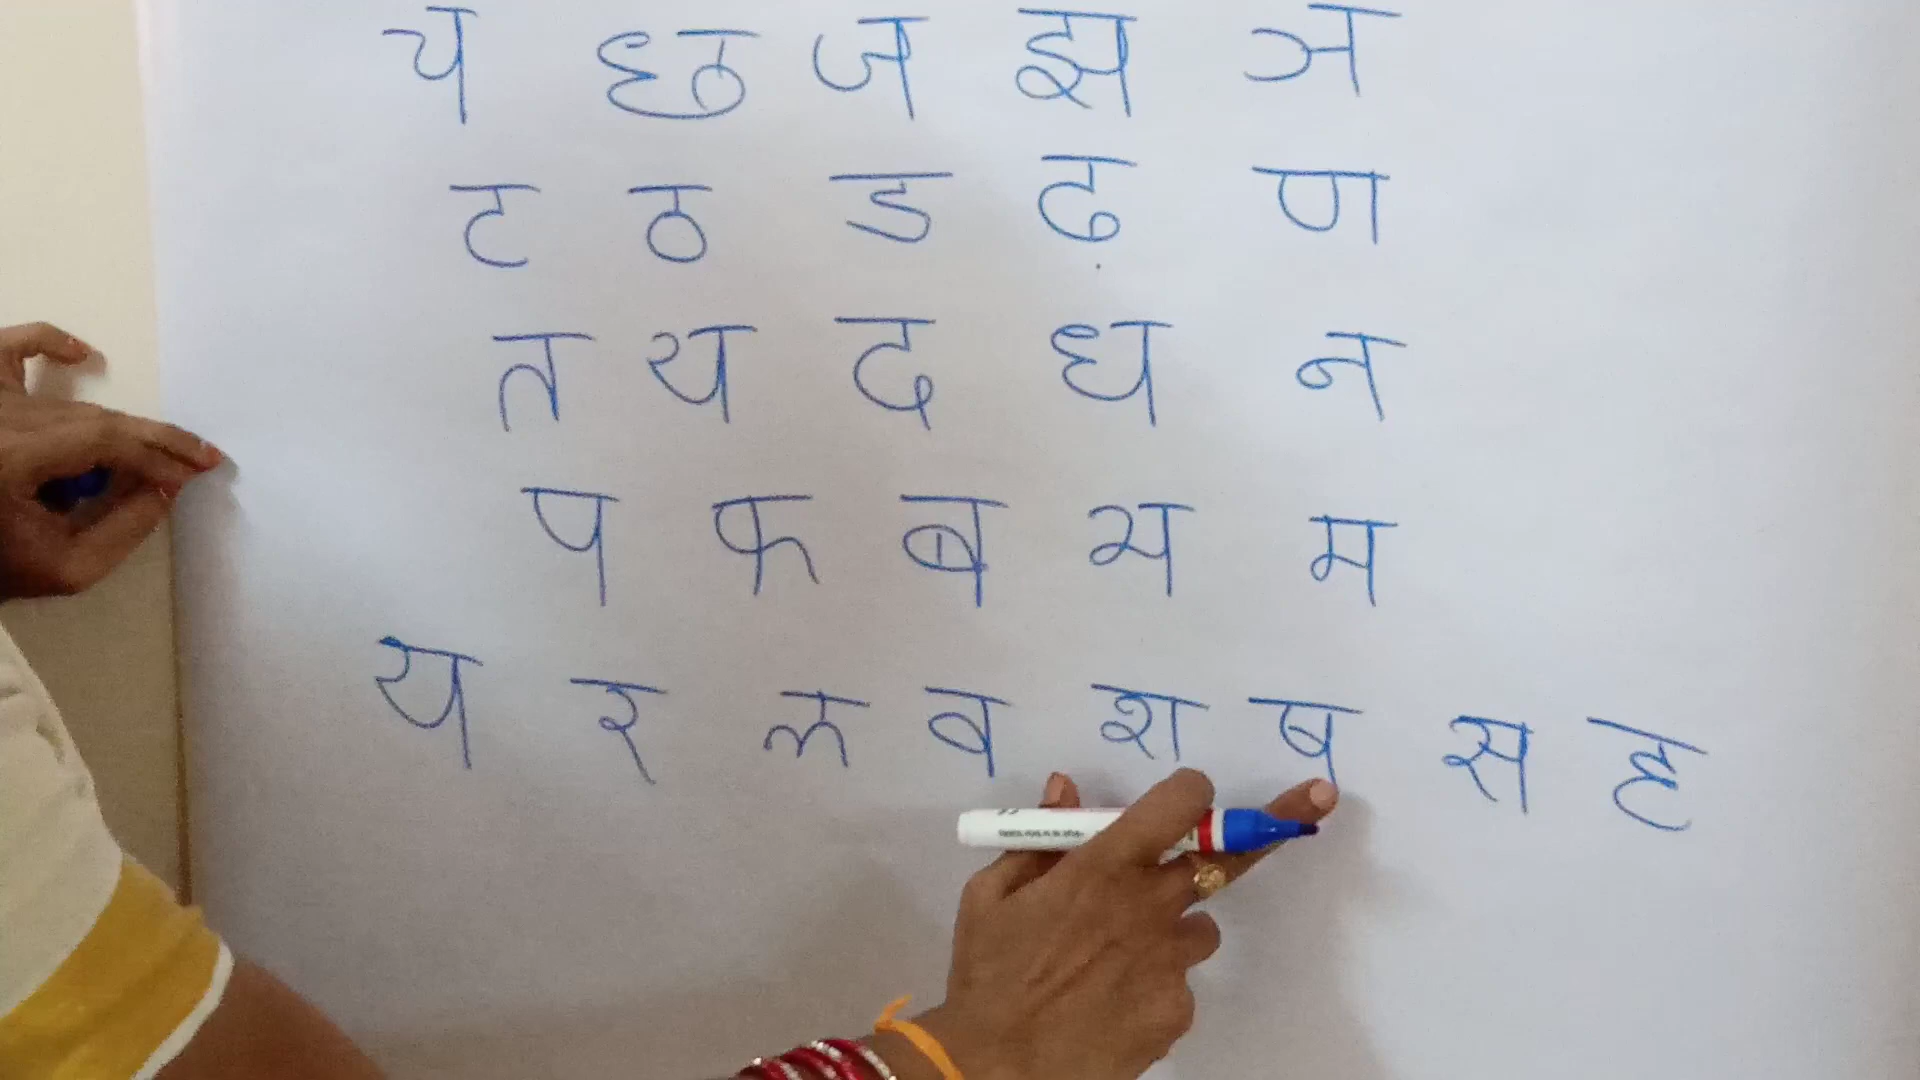 च छ ज झ ञ
ट ठ ड ढ ण
त थ द ध न
प फ ब भ म
य र ल व श ष स ह